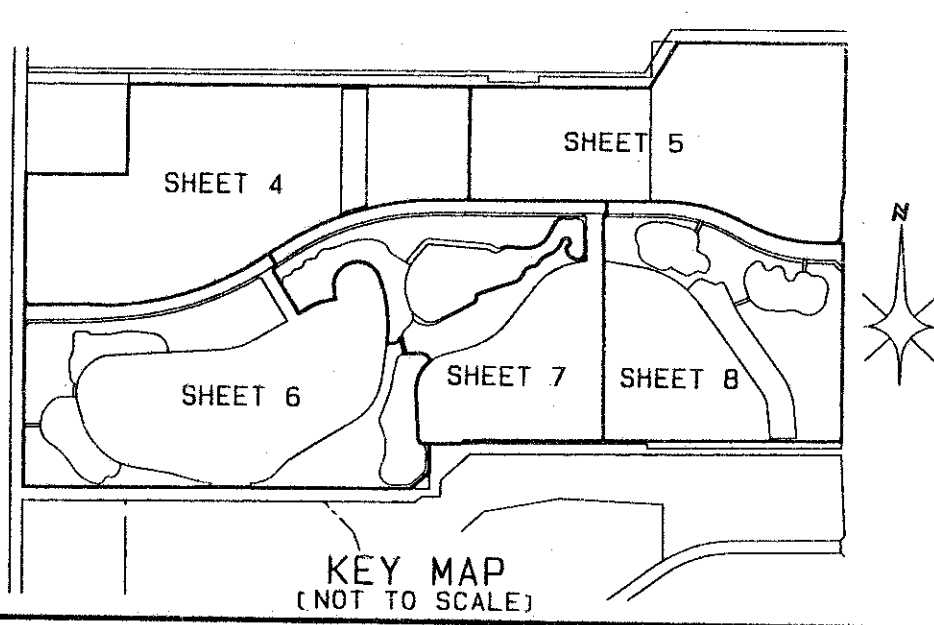 SHEET 5
SHEET 4
N
SHEET 7
SHEET 8
SHEET 6
KEY MAP
(NOT TO SCALE)